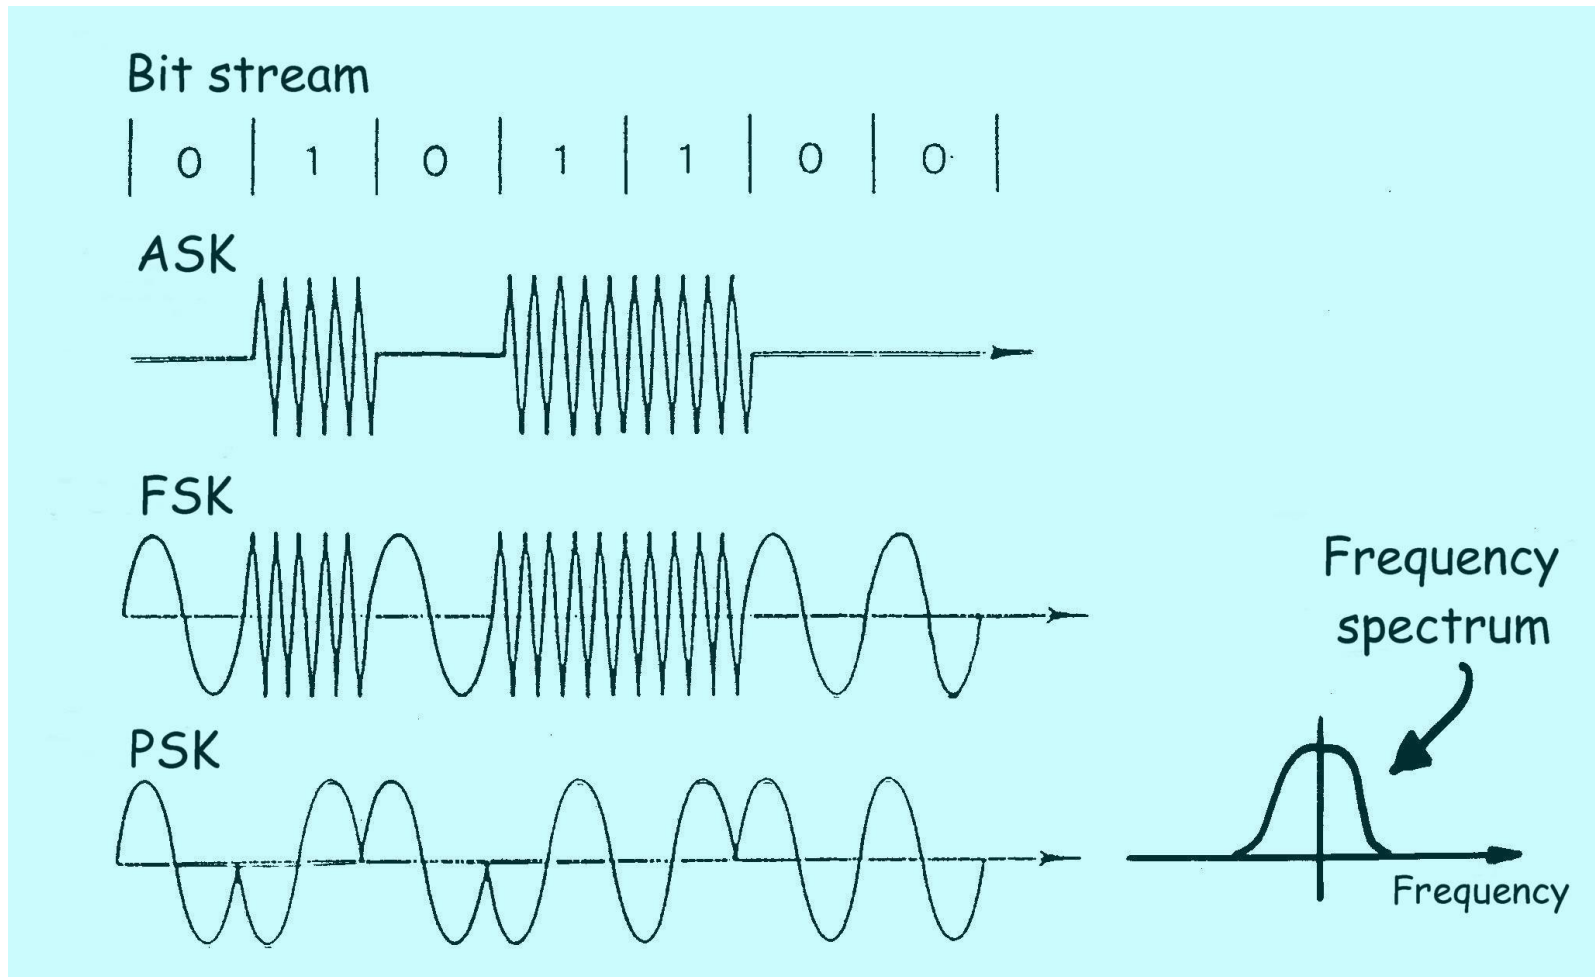 Bit stream
0 1 0 1 1 0 0
ASK
FSK
Frequency
spectrum
PSK
Frequency